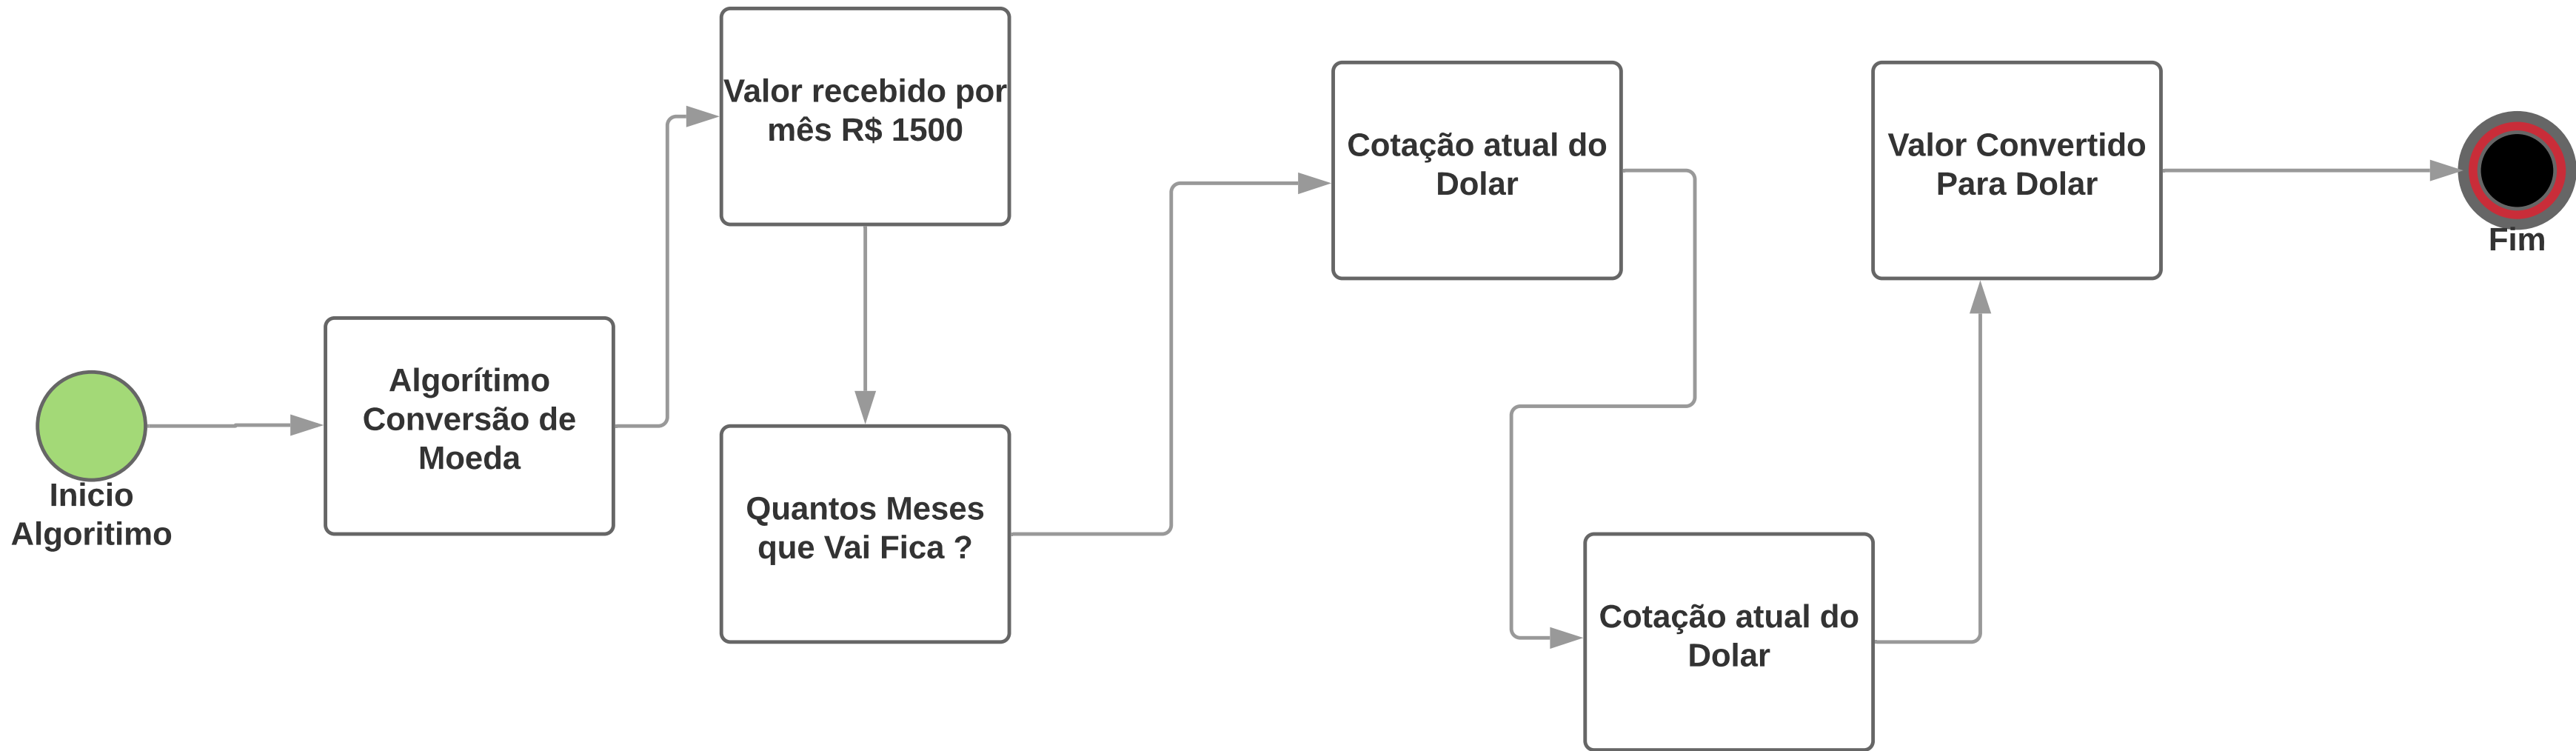 Inicio
Algoritimo
Algorítimo
Conversão de
Moeda
Valor recebido por
mês R$ 1500
Quantos Meses
que Vai Fica ?
Cotação atual do
Dolar
Cotação atual do
Dolar
Valor Convertido
Para Dolar
Fim